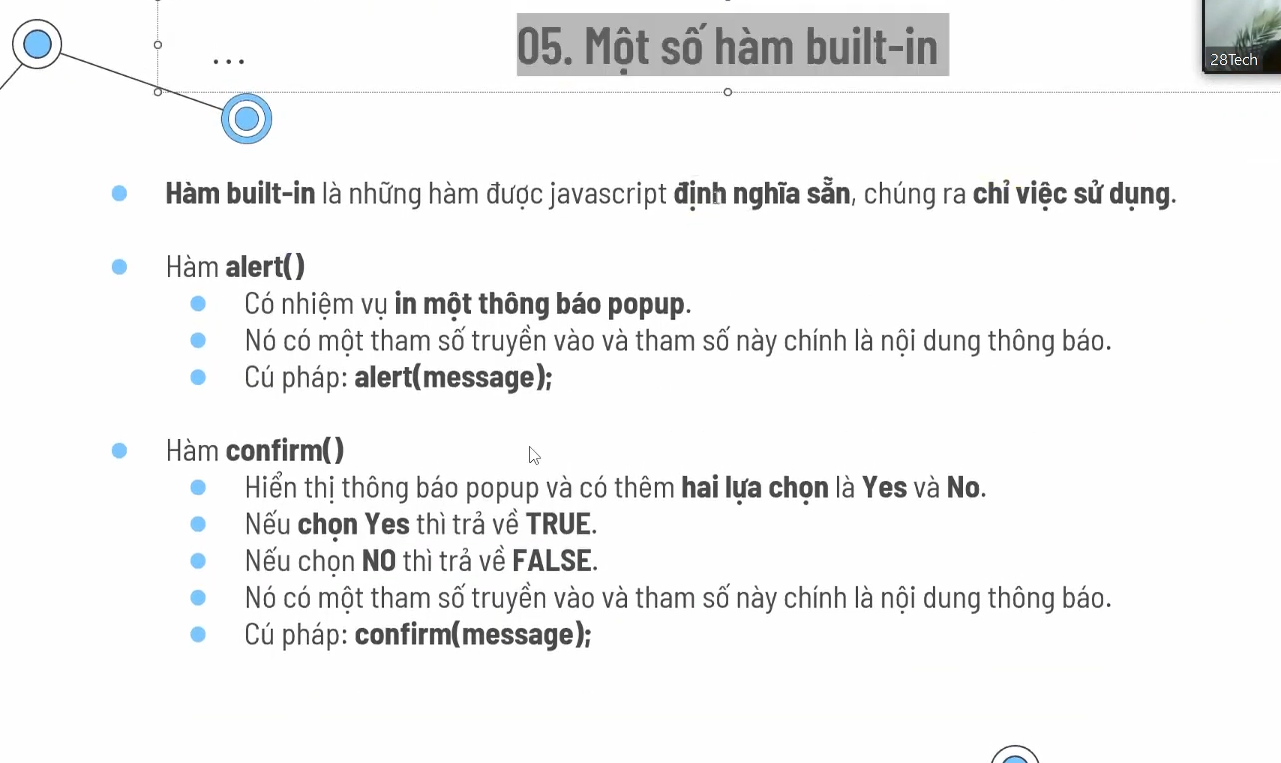 05. Một số hàm built-in
...
28Tech
Hàm built-in là những hàm được javascript định nghĩa sẵn, chúng ra chỉ việc sử dụng.
Hàm alert()
Có nhiệm vụ in một thông báo popup.
Nó có một tham số truyền vào và tham số này chính là nội dung thông báo.
Cú pháp: alert(message);
Hàm confirm()
Hiển thị thông báo popup và có thêm hai lựa chọn là Yes và No.
Nếu chọn Yes thì trả về TRUE.
Nếu chọn NO thì trả về FALSE.
Nó có một tham số truyền vào và tham số này chính là nội dung thông báo.
Cú pháp: confirm(message);